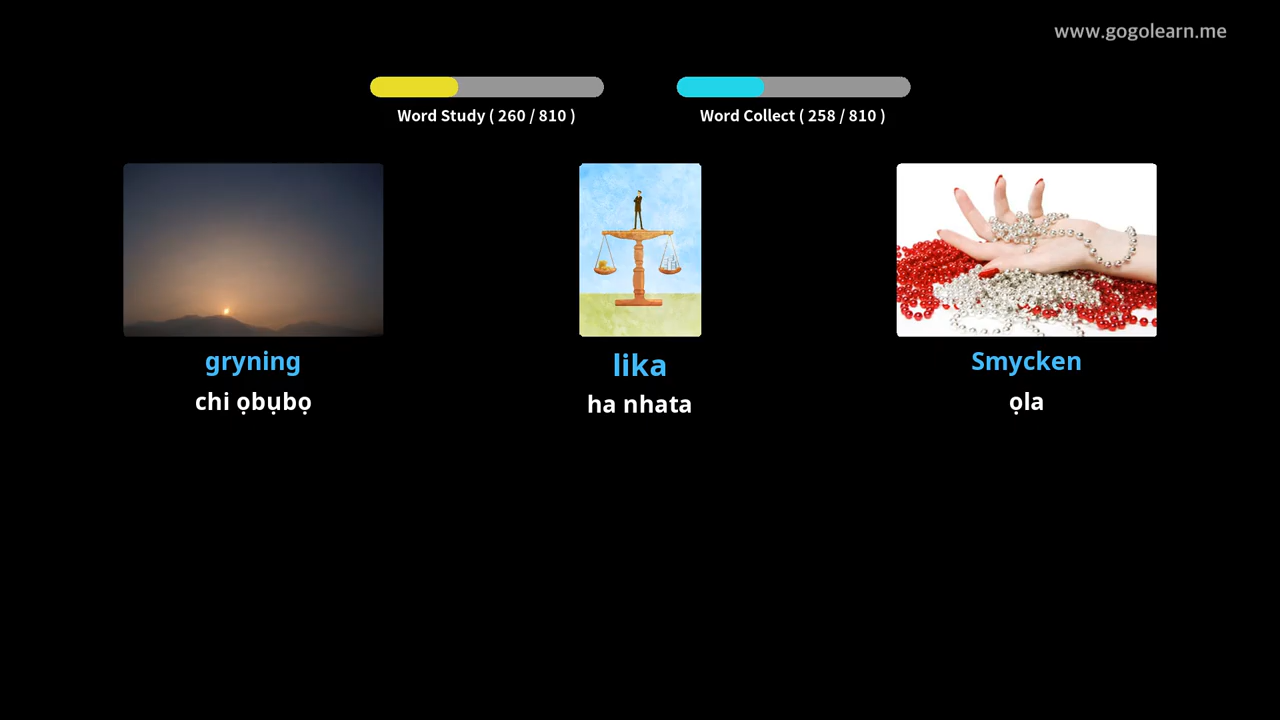 www.gogolearn.me
Word Study ( 260 / 810 )
Word Collect ( 258 / 810 )
gryning
lika
Smycken
chi ọbụbọ
ha nhata
ọla